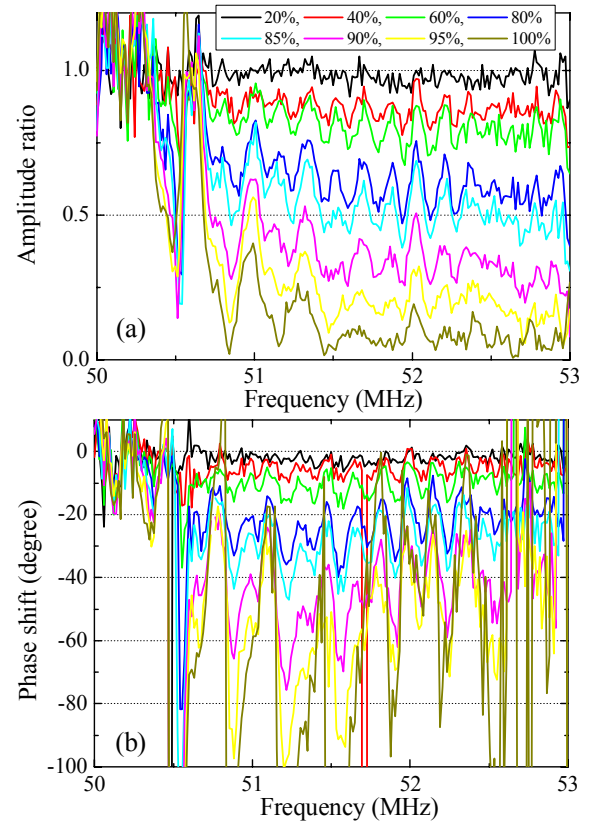 20%, 40%, 60%, 80%
85%, 90%, 95%, 100%
1.0
0.5
0.0
Amplitude ratio
(a)
50 51 52 53
Frequency (MHz)
0
-20
-40
-60
-80
-100
Phase shift (degree)
(b)
50 51 52 53
Frequency (MHz)